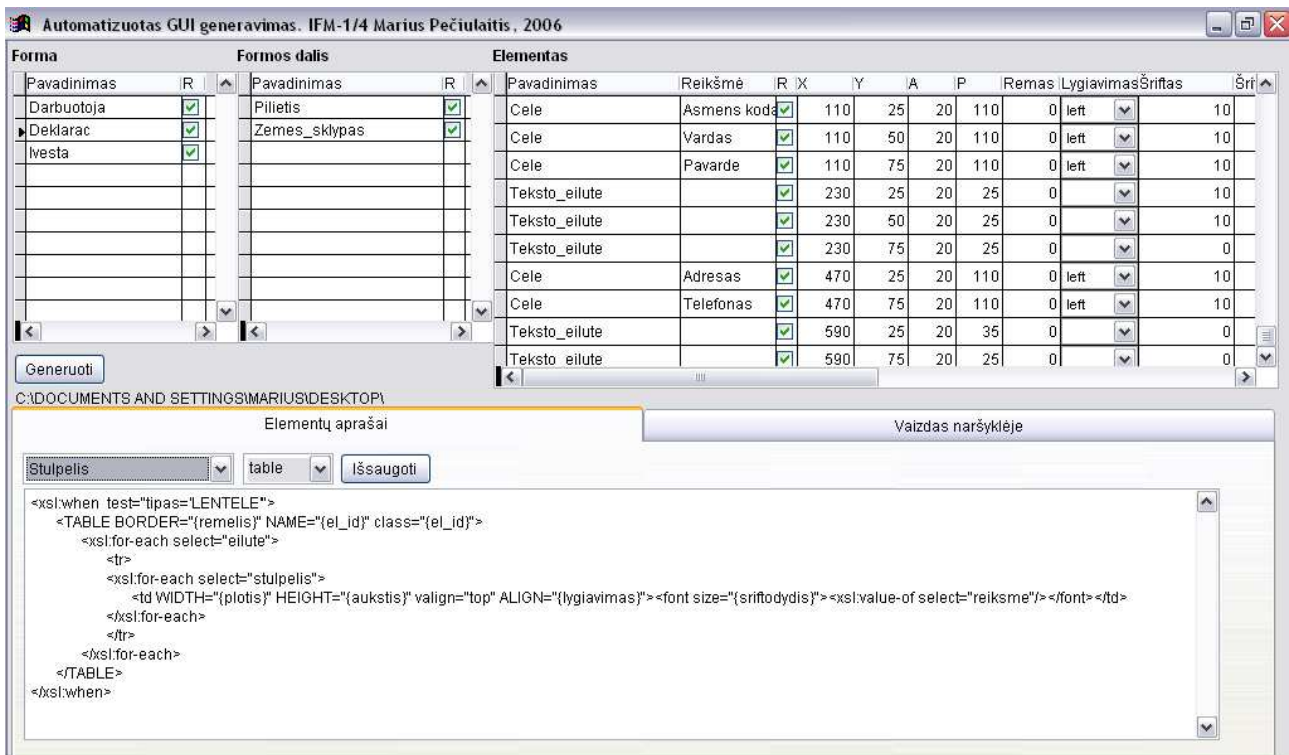 Automatizuotas GUI generavimas. IFM-1/4 Marius Pečiulaitis, 2006
Forma Formos dalis Elementas
Pavadinimas R Pavadinimas R Pavadinimas Reikšmė R X Y A P Remas Lygiavimas Šriftas Šrif
Darbuotoja Pilietis Cele Asmens koda 110 25 20 110 0 left 10
Deklarac Zemes_sklypas Cele Vardas 110 50 20 110 0 left 10
Ivesta Cele Pavarde 110 75 20 110 0 left 10
Teksto_eilute 230 25 20 25 0 10
Teksto_eilute 230 50 20 25 0 10
Teksto_eilute 230 75 20 25 0 0
Cele Adresas 470 25 20 110 0 left 10
Cele Telefonas 470 75 20 110 0 left 10
Teksto_eilute 590 25 20 35 0 0
Teksto_eilute 590 75 20 25 0 0
Generuoti
C:\DOCUMENTS AND SETTINGS\MARIUS\DESKTOP\
Elementų aprašai Vaizdas naršyklėje
Stulpelis table Išsaugoti
<xsl:when test="tipas='LENTELE'">
<TABLE BORDER="{remelis}" NAME="{el_id}" class="{el_id}">
<xsl:for-each select="eilute">
<tr>
<xsl:for-each select="stulpelis">
<td WIDTH="{plotis}" HEIGHT="{aukstis}" valign="top" ALIGN="{lygiavimas}"><font size="{sriftodydis}"><xsl:value-of select="reiksme"/></font></td>
</xsl:for-each>
</tr>
</xsl:for-each>
</TABLE>
</xsl:when>